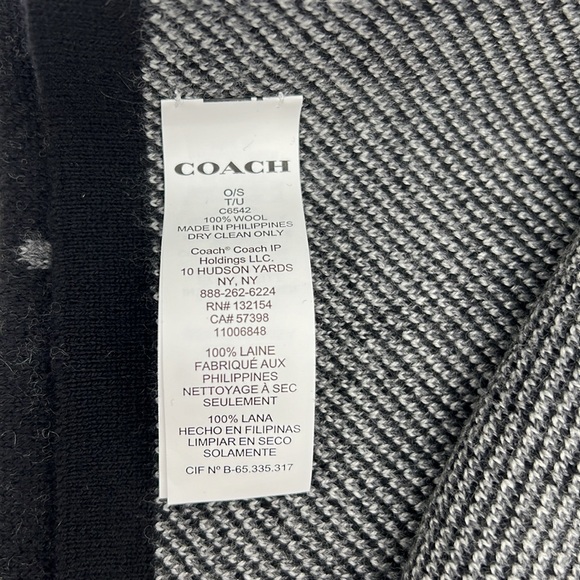 COACH
O/S
T/U
C6542
100% WOOL
MADE IN PHILIPPINES
DRY CLEAN ONLY
Coach® Coach IP
Holdings LLC.
10 HUDSON YARDS
NY, NY
888-262-6224
RN# 132154
CA# 57398
11006848
100% LAINE
FABRIQUÉ AUX
PHILIPPINES
NETTOYAGE À SEC
SEULEMENT
100% LANA
HECHO EN FILIPINAS
LIMPIAR EN SECO
SOLAMENTE
CIF Nº B-65.335.317